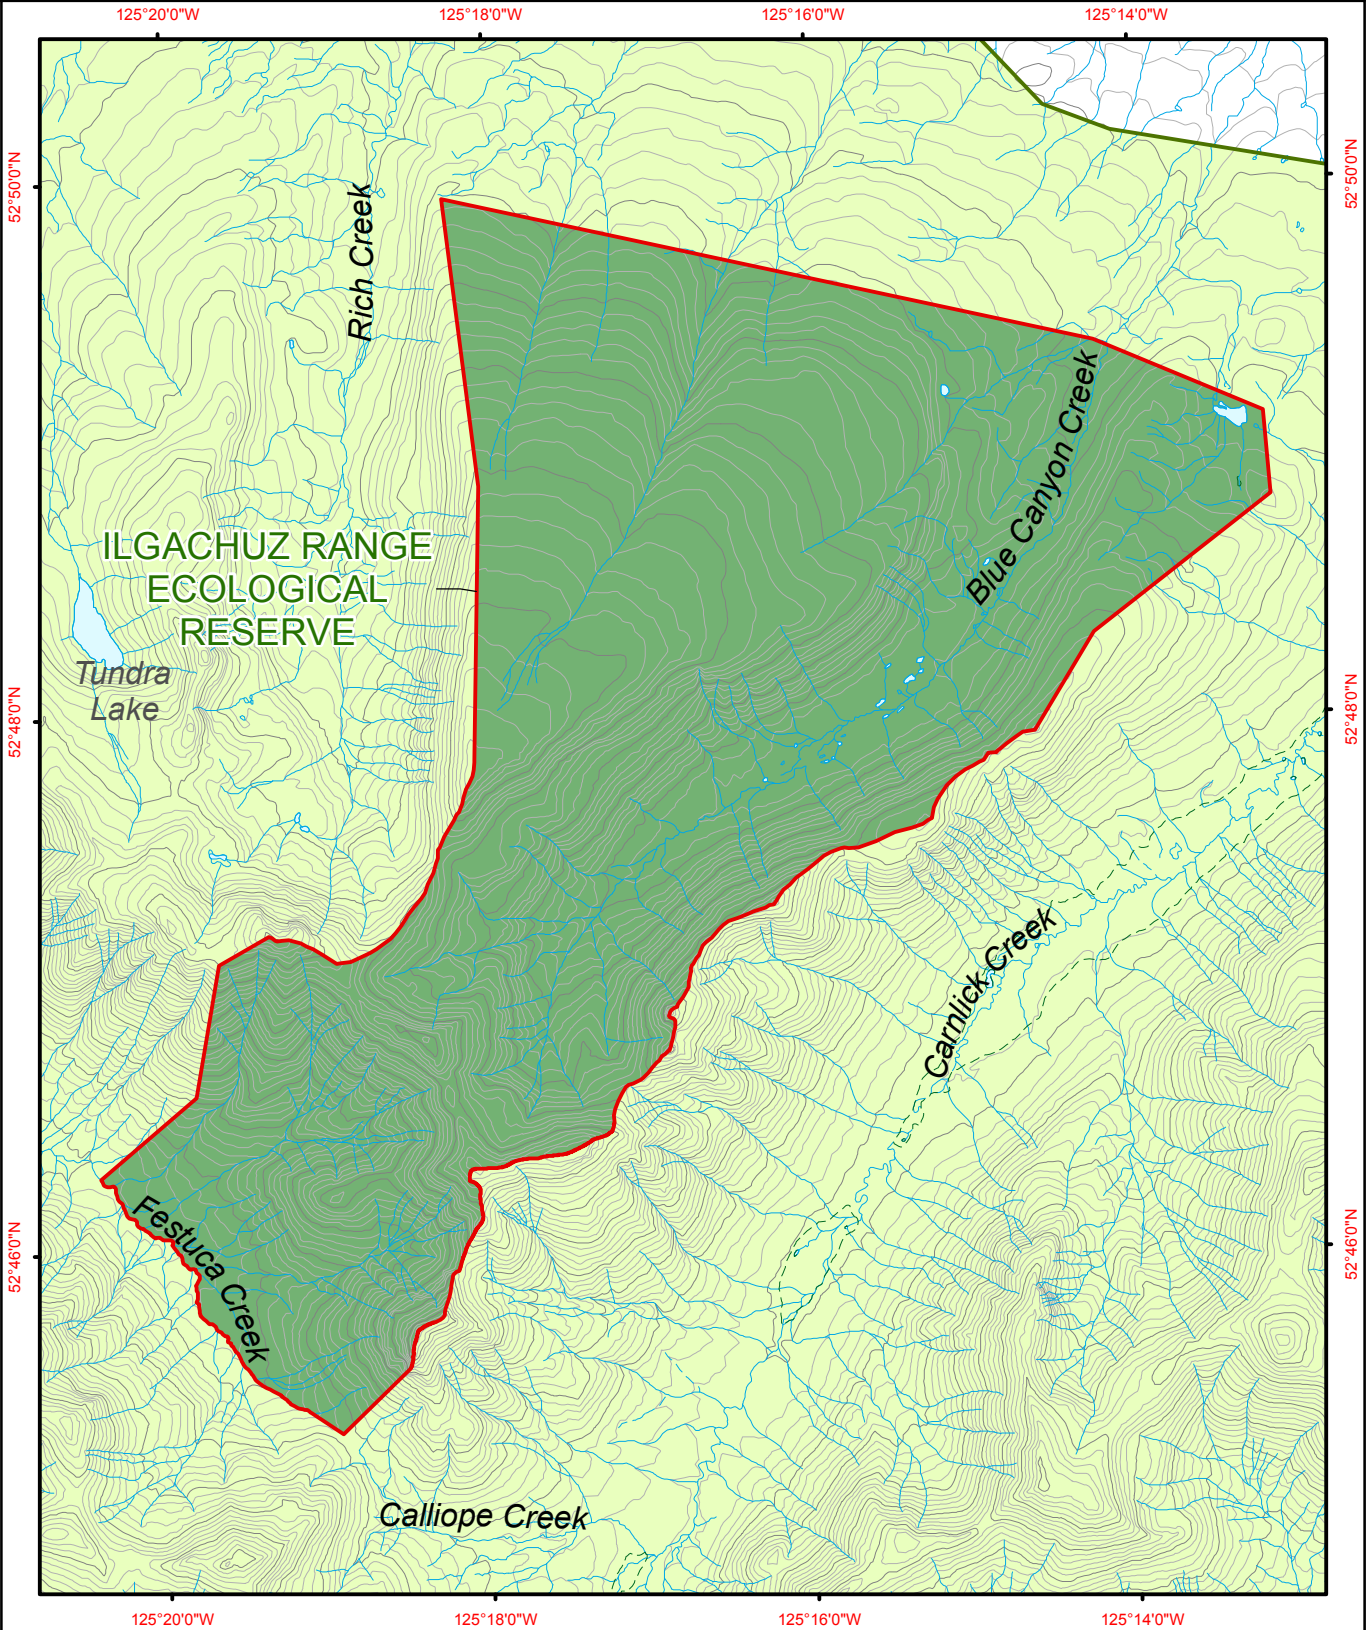 125°20'0"W
125°18'0"W
125°16'0"W
125°14'0"W
52°50'0"N
52°50'0"N
Rich Creek
Blue Canyon Creek
ILGACHUZ RANGE
ECOLOGICAL
RESERVE
Tundra
Lake
52°48'0"N
52°48'0"N
Carnlick Creek
Festuca Creek
52°46'0"N
52°46'0"N
Calliope Creek
125°20'0"W
125°18'0"W
125°16'0"W
125°14'0"W